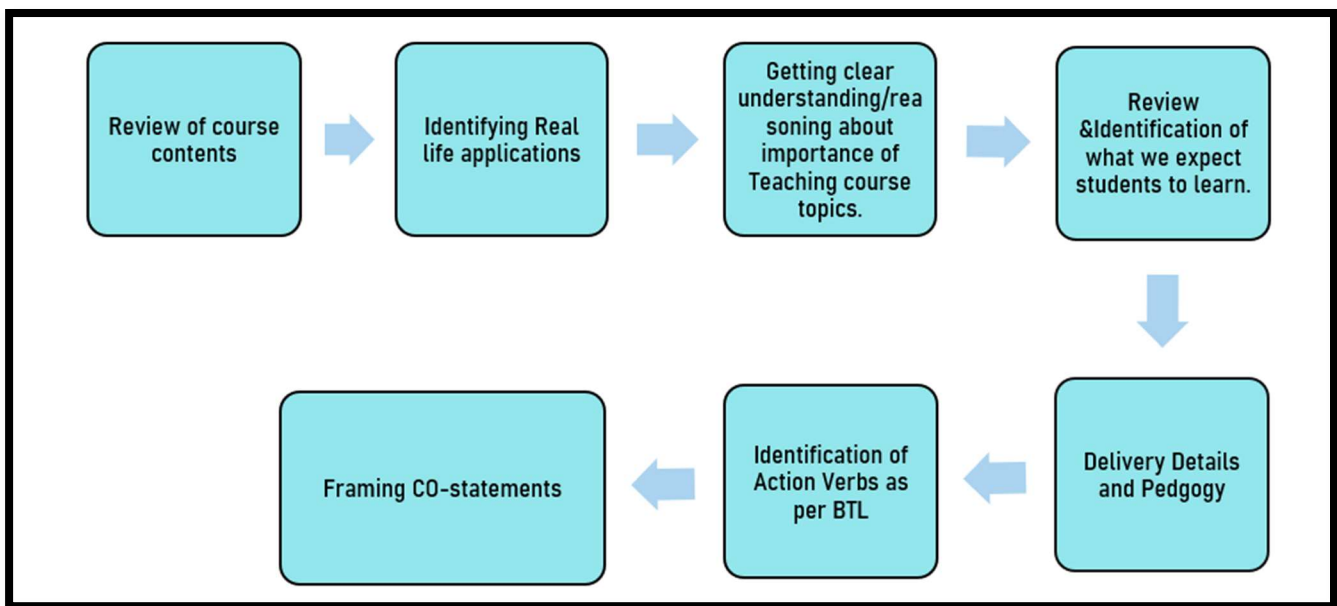 Review of course
contents
Identifying Real
life applications
Getting clear
understanding/rea
soning about
importance of
Teaching course
topics.
Review
&Identification of
what we expect
students to learn.
Delivery Details
and Pedgogy
Identification of
Action Verbs as
per BTL
Framing CO-statements